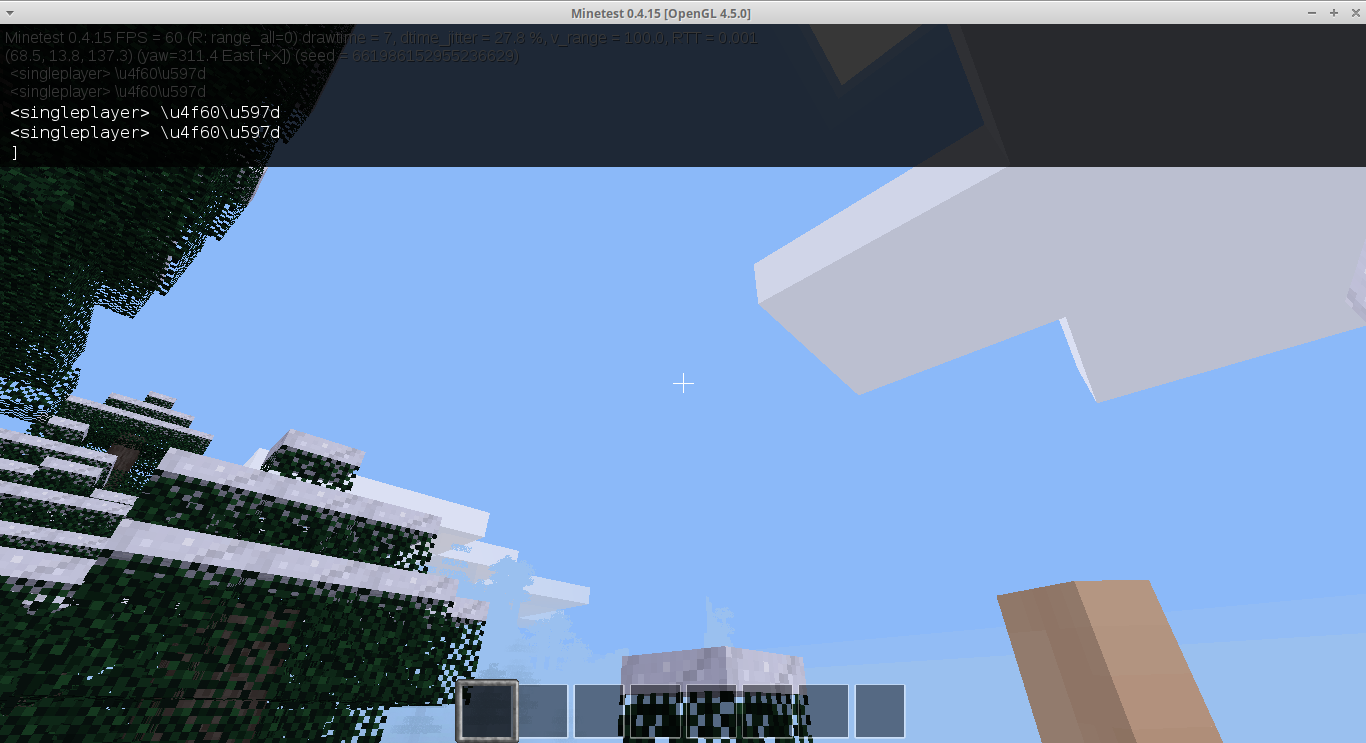 Minetest 0.4.15 [OpenGL 4.5.0]
Minetest 0.4.15 FPS = 60 (R: range_all=0) drawtime = 7, dtime_jitter = 27.8 %, v_range = 100.0, RTT = 0.001
(68.5, 13.8, 137.3) (yaw=311.4 East [+X]) (seed = 661986152955236629)
<singleplayer> \u4f60\u597d
<singleplayer> \u4f60\u597d
<singleplayer> \u4f60\u597d
<singleplayer> \u4f60\u597d
]